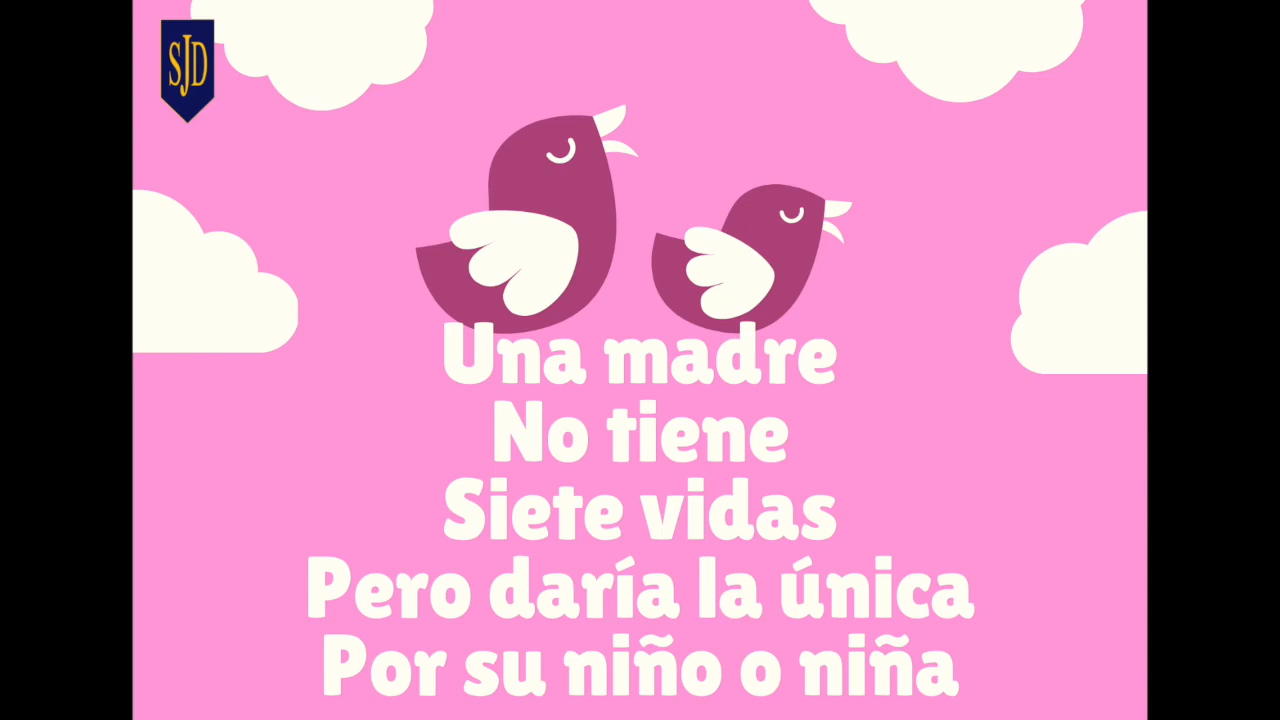 SJD
Una madre
No tiene
Siete vidas
Pero daría la única
Por su niño o niña